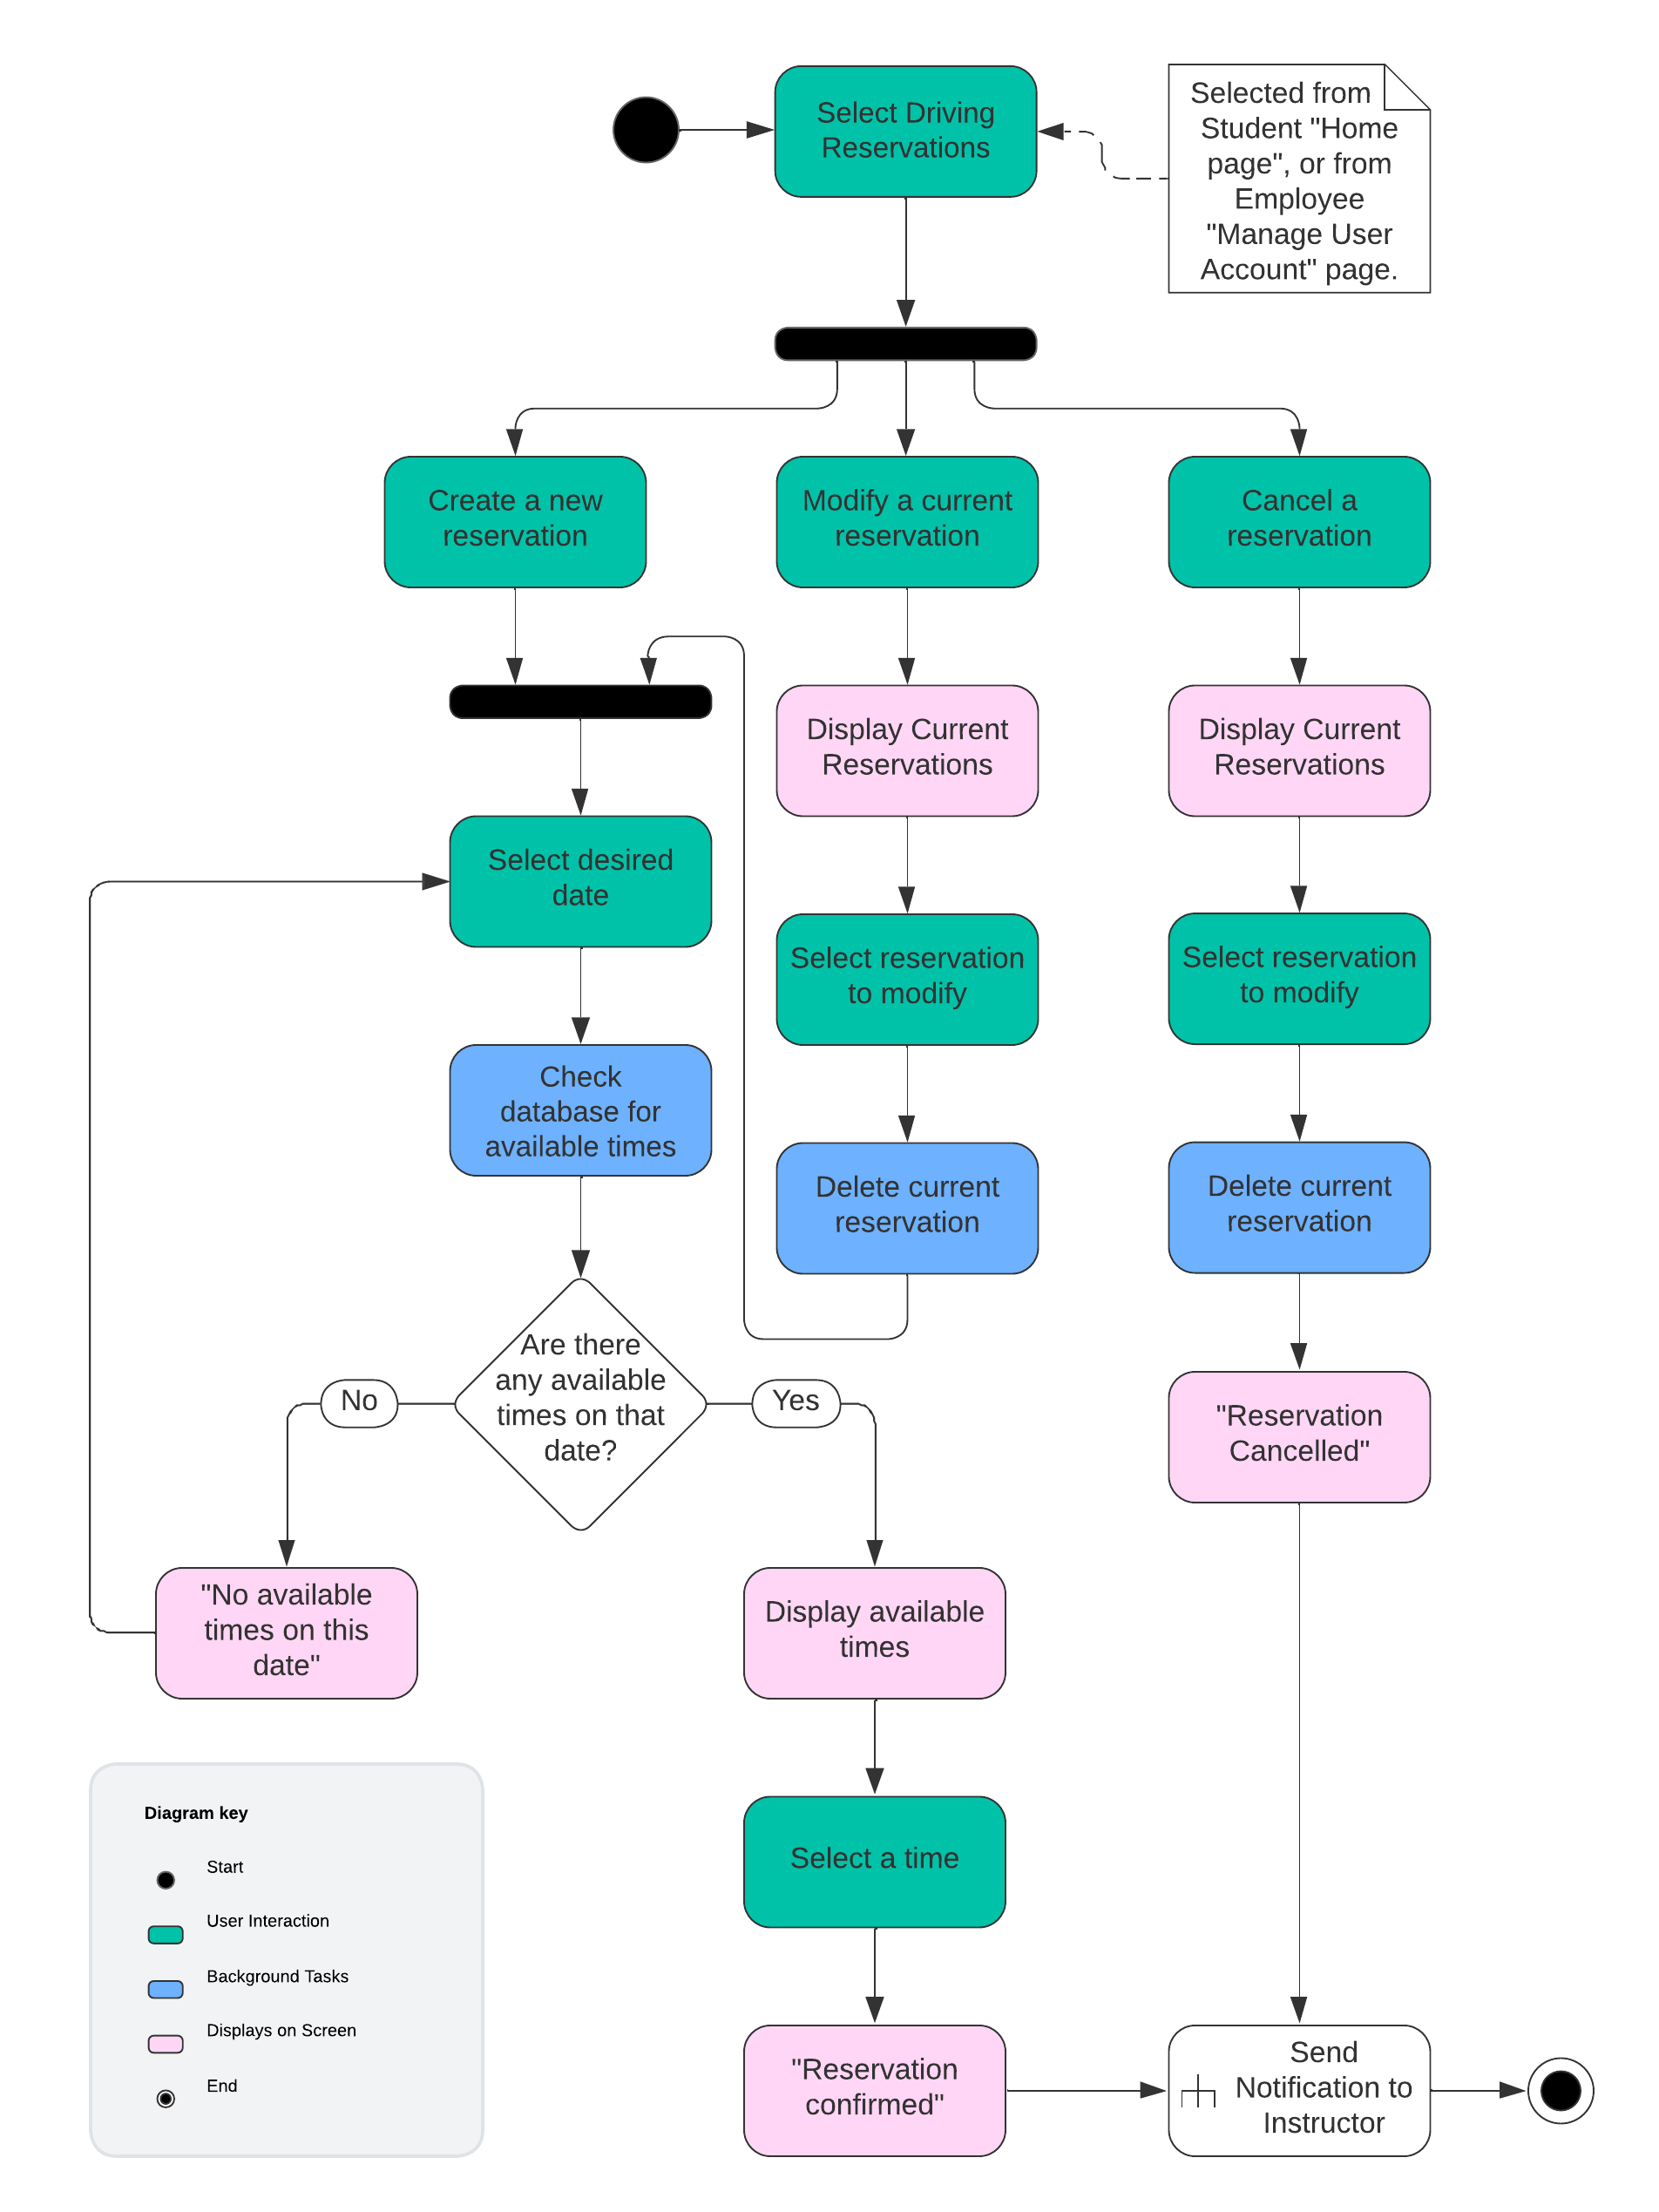 Select Driving
Reservations
Selected from
Student "Home
page", or from
Employee
"Manage User
Account" page.
Create a new
reservation
Modify a current
reservation
Cancel a
reservation
Display Current
Reservations
Display Current
Reservations
Select desired
date
Select reservation
to modify
Select reservation
to modify
Check
database for
available times
Delete current
reservation
Delete current
reservation
Are there
any available
times on that
date?
No
Yes
"Reservation
Cancelled"
"No available
times on this
date"
Display available
times
Select a time
"Reservation
confirmed"
Send
Notification to
Instructor
Diagram key
Start
User Interaction
Background Tasks
Displays on Screen
End